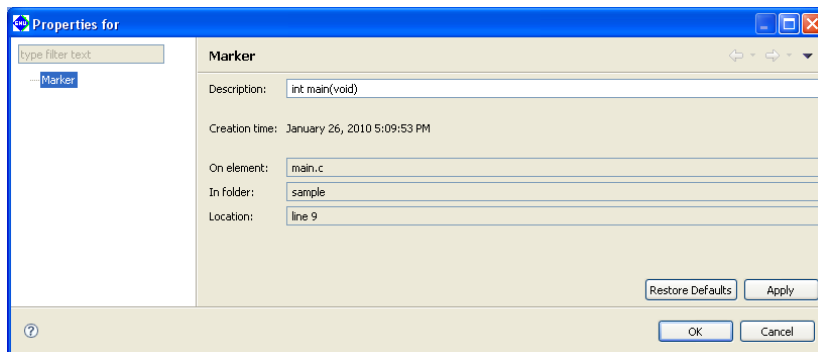 Properties for
type filter text
Marker
Marker
Description: int main(void)
Creation time: January 26, 2010 5:09:53 PM
On element: main.c
In folder: sample
Location: line 9
Restore Defaults Apply
OK Cancel